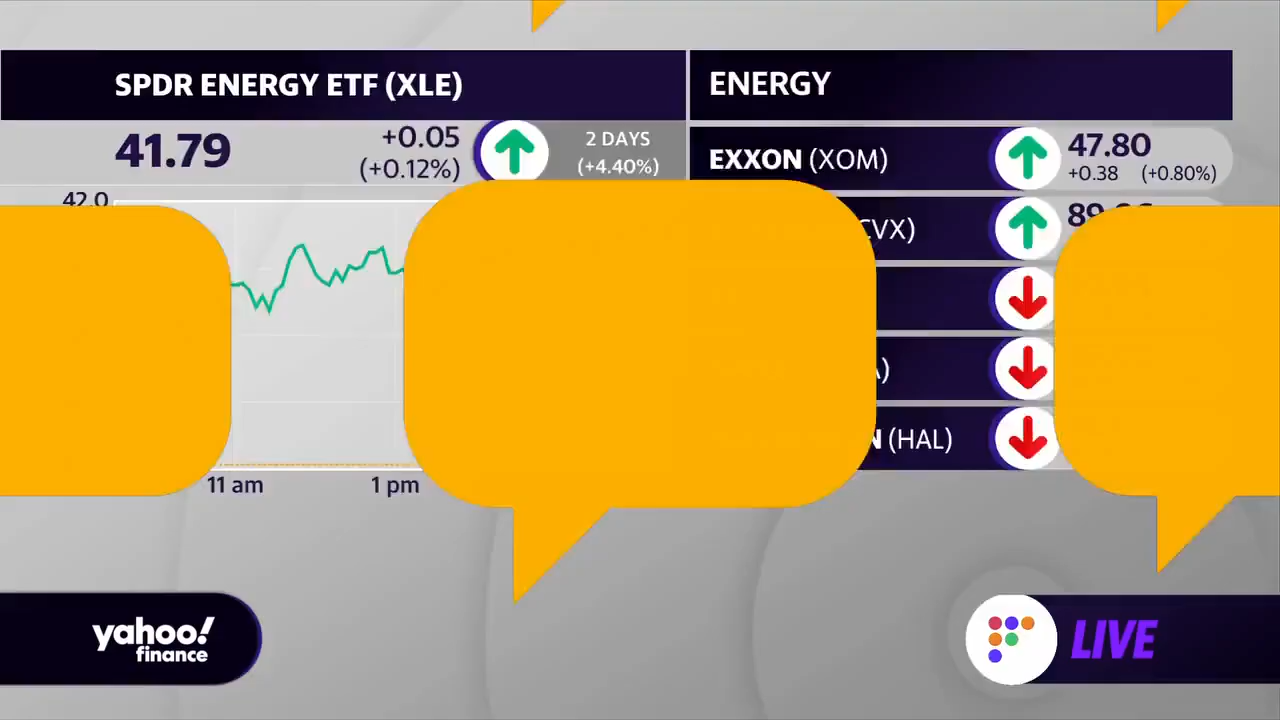 SPDR ENERGY ETF (XLE)
41.79
+0.05
(+0.12%)
2 DAYS
(+4.40%)
42.0
11 am
1 pm
ENERGY
EXXON (XOM)
47.80
+0.38 (+0.80%)
CVX)
(HAL)
yahoo!
finance
LIVE